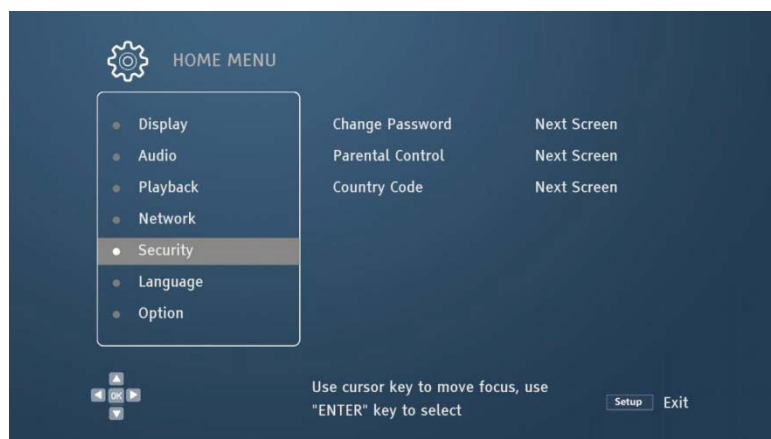 HOME MENU
Display
Audio
Playback
Network
Security
Language
Option
Change Password Next Screen
Parental Control Next Screen
Country Code Next Screen
OK
Use cursor key to move focus, use
"ENTER" key to select
Setup Exit